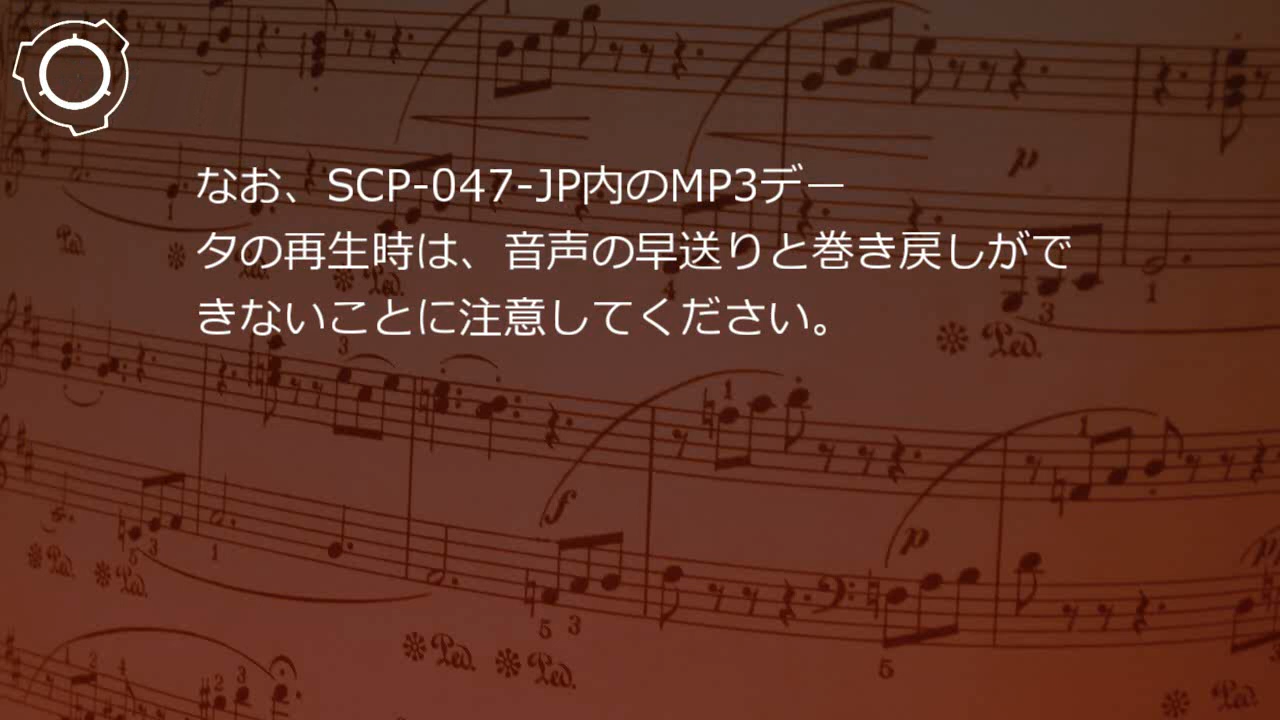 なお、SCP-047-JP内のMP3デー
タの再生時は、音声の早送りと巻き戻しがで
きないことに注意してください。